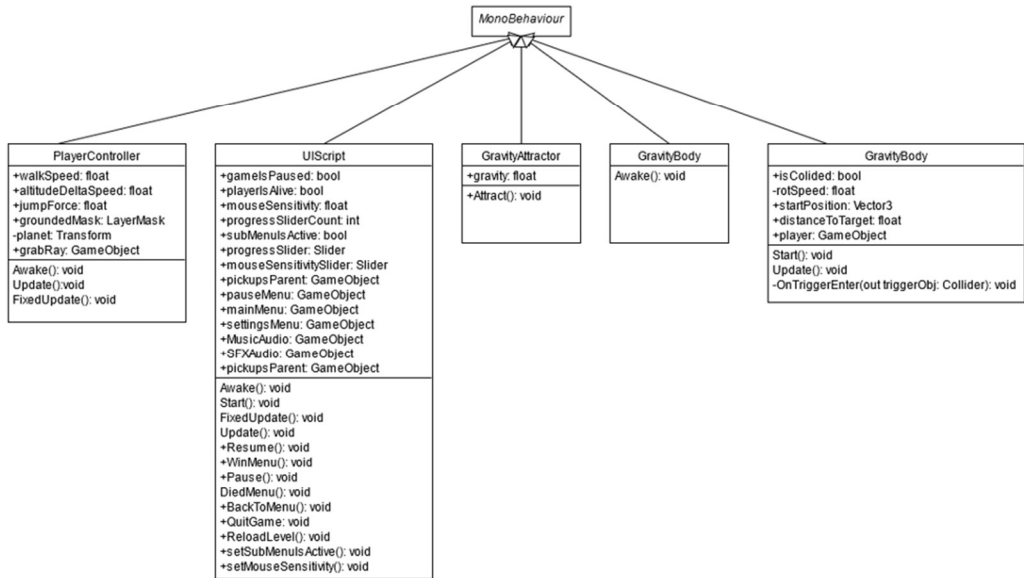 MonoBehaviour
PlayerController
+walkSpeed: float
+altitudeDeltaSpeed: float
+jumpForce: float
+groundedMask: LayerMask
-planet: Transform
+grabRay: GameObject
Awake(): void
Update():void
FixedUpdate(): void
UIScript
+gameIsPaused: bool
+playerIsAlive: bool
+mouseSensitivity: float
+progressSliderCount: int
+subMenuIsActive: bool
+progressSlider: Slider
+mouseSensitivitySlider: Slider
+pickupsParent: GameObject
+pauseMenu: GameObject
+mainMenu: GameObject
+settingsMenu: GameObject
+MusicAudio: GameObject
+SFXAudio: GameObject
+pickupsParent: GameObject
Awake(): void
Start(): void
FixedUpdate(): void
Update(): void
+Resume(): void
+WinMenu(): void
+Pause(): void
DiedMenu(): void
+BackToMenu(): void
+QuitGame: void
+ReloadLevel(): void
+setSubMenuIsActive(): void
+setMouseSensitivity(): void
GravityAttractor
+gravity: float
+Attract(): void
GravityBody
Awake(): void
GravityBody
+isColided: bool
-rotSpeed: float
+startPosition: Vector3
+distanceToTarget: float
+player: GameObject
Start(): void
Update(): void
-OnTriggerEnter(out triggerObj: Collider): void